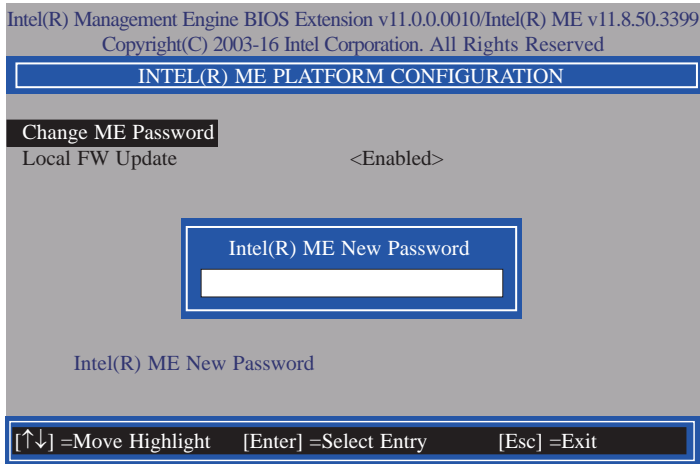 Intel(R) Management Engine BIOS Extension v11.0.0.0010/Intel(R) ME v11.8.50.3399
Copyright(C) 2003-16 Intel Corporation. All Rights Reserved
INTEL(R) ME PLATFORM CONFIGURATION
Change ME Password
Local FW Update <Enabled>
Intel(R) ME New Password
Intel(R) ME New Password
[↑↓] =Move Highlight [Enter] =Select Entry [Esc] =Exit